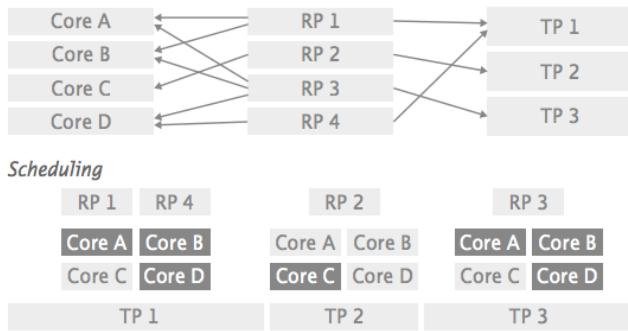 Core A RP 1 TP 1
Core B RP 2 TP 2
Core C RP 3 TP 3
Core D RP 4
Scheduling
RP 1 RP 4 RP 2 RP 3
Core A Core B Core A Core B Core A Core B
Core C Core D Core C Core D Core C Core D
TP 1 TP 2 TP 3